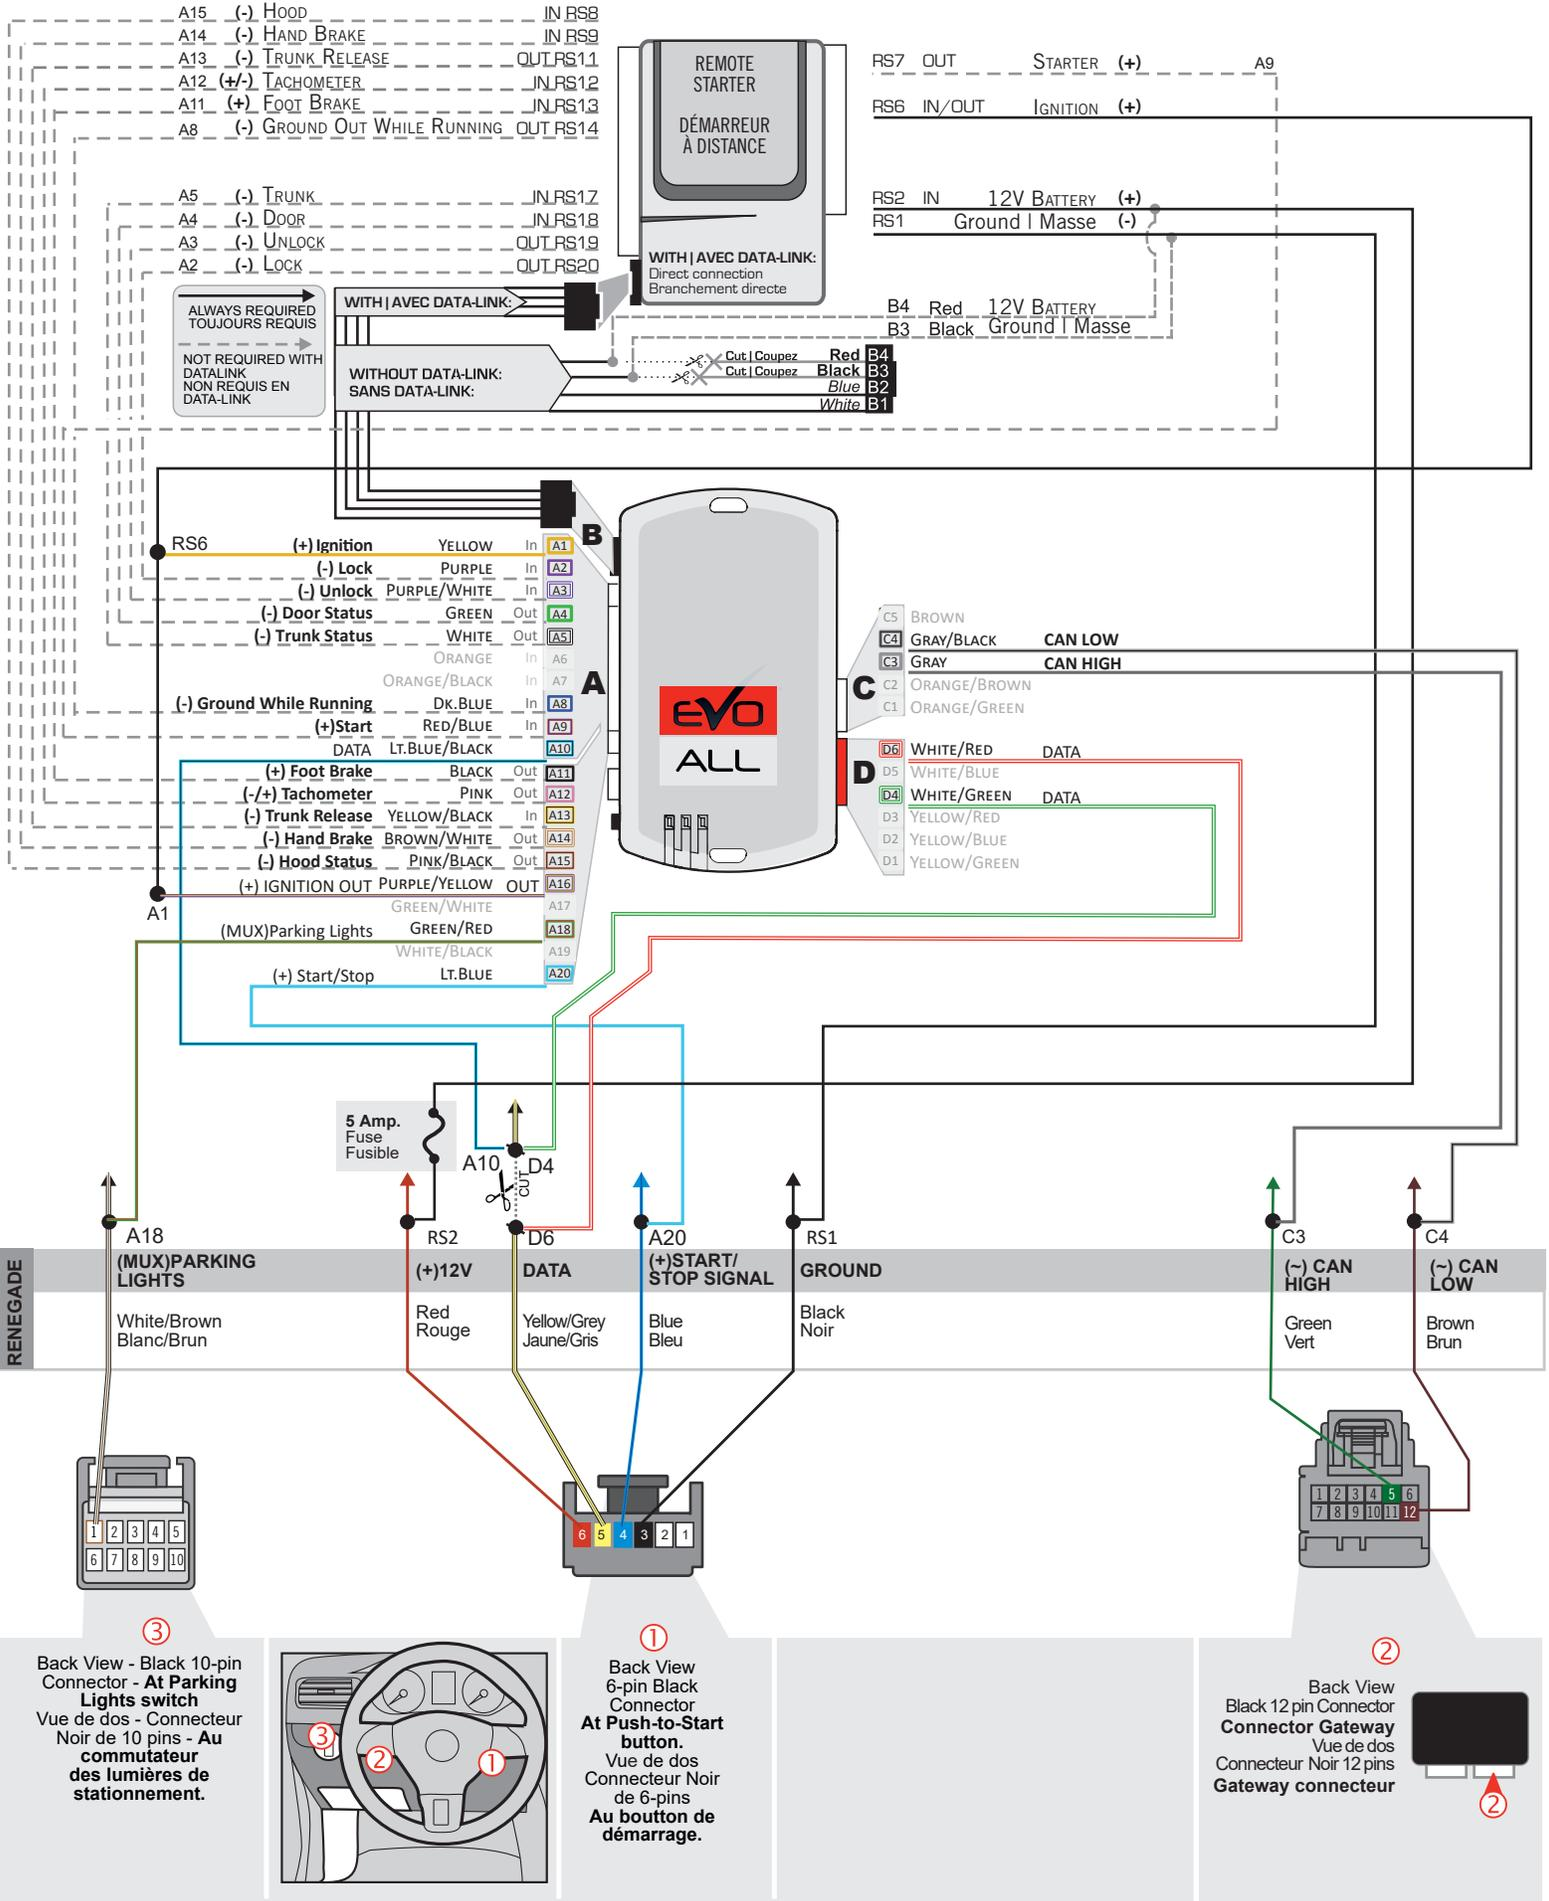 A15 (-) HOOD IN RS8
A14 (-) HAND BRAKE IN RS9
A13 (-) TRUNK RELEASE OUT RS11
A12 (+/-) TACHOMETER IN RS12
A11 (+) FOOT BRAKE IN RS13
A8 (-) GROUND OUT WHILE RUNNING OUT RS14
A5 (-) TRUNK IN RS17
A4 (-) DOOR IN RS18
A3 (-) UNLOCK OUT RS19
A2 (-) LOCK OUT RS20
REMOTE
STARTER
DÉMARREUR
À DISTANCE
WITH | AVEC DATA-LINK:
Direct connection
Branchement directe
RS7 OUT STARTER (+) A9
RS6 IN/OUT IGNITION (+)
RS2 IN 12V BATTERY (+)
RS1 Ground | Masse (-)
B4 Red 12V BATTERY
B3 Black Ground | Masse
ALWAYS REQUIRED
TOUJOURS REQUIS
NOT REQUIRED WITH
DATALINK
NON REQUIS EN
DATA-LINK
WITH | AVEC DATA-LINK:
WITHOUT DATA-LINK:
SANS DATA-LINK:
Cut | Coupez Red B4
Cut | Coupez Black B3
Blue B2
White B1
B
RS6 (+) Ignition YELLOW In A1
(-) Lock PURPLE In A2
(-) Unlock PURPLE/WHITE In A3
(-) Door Status GREEN Out A4
(-) Trunk Status WHITE Out A5
ORANGE In A6
ORANGE/BLACK In A7
(-) Ground While Running DK.BLUE In A8
(+)Start RED/BLUE In A9
DATA LT.BLUE/BLACK A10
(+) Foot Brake BLACK Out A11
(-/+) Tachometer PINK Out A12
(-) Trunk Release YELLOW/BLACK In A13
(-) Hand Brake BROWN/WHITE Out A14
(-) Hood Status PINK/BLACK Out A15
(+) IGNITION OUT PURPLE/YELLOW OUT A16
A1
GREEN/WHITE A17
(MUX)Parking Lights GREEN/RED A18
WHITE/BLACK A19
(+) Start/Stop LT.BLUE A20
A
EVO
ALL
C
C5 BROWN
C4 GRAY/BLACK CAN LOW
C3 GRAY CAN HIGH
C2 ORANGE/BROWN
C1 ORANGE/GREEN
D
D6 WHITE/RED DATA
D5 WHITE/BLUE
D4 WHITE/GREEN DATA
D3 YELLOW/RED
D2 YELLOW/BLUE
D1 YELLOW/GREEN
5 Amp.
Fuse
Fusible
A10 D4
CUT
A18 RS2 D6 A20 RS1 C3 C4
RENEGADE
(MUX)PARKING
LIGHTS
White/Brown
Blanc/Brun
(+)12V
Red
Rouge
DATA
Yellow/Grey
Jaune/Gris
(+)START/
STOP SIGNAL
Blue
Bleu
GROUND
Black
Noir
(~) CAN
HIGH
Green
Vert
(~) CAN
LOW
Brown
Brun
1 2 3 4 5
6 7 8 9 10
6 5 4 3 2 1
1 2 3 4 5 6
7 8 9 10 11 12
3
Back View - Black 10-pin
Connector - At Parking
Lights switch
Vue de dos - Connecteur
Noir de 10 pins - Au
commutateur
des lumières de
stationnement.
3
2
1
1
Back View
6-pin Black
Connector
At Push-to-Start
button.
Vue de dos
Connecteur Noir
de 6-pins
Au boutton de
démarrage.
2
Back View
Black 12 pin Connector
Connector Gateway
Vue de dos
Connecteur Noir 12 pins
Gateway connecteur
2